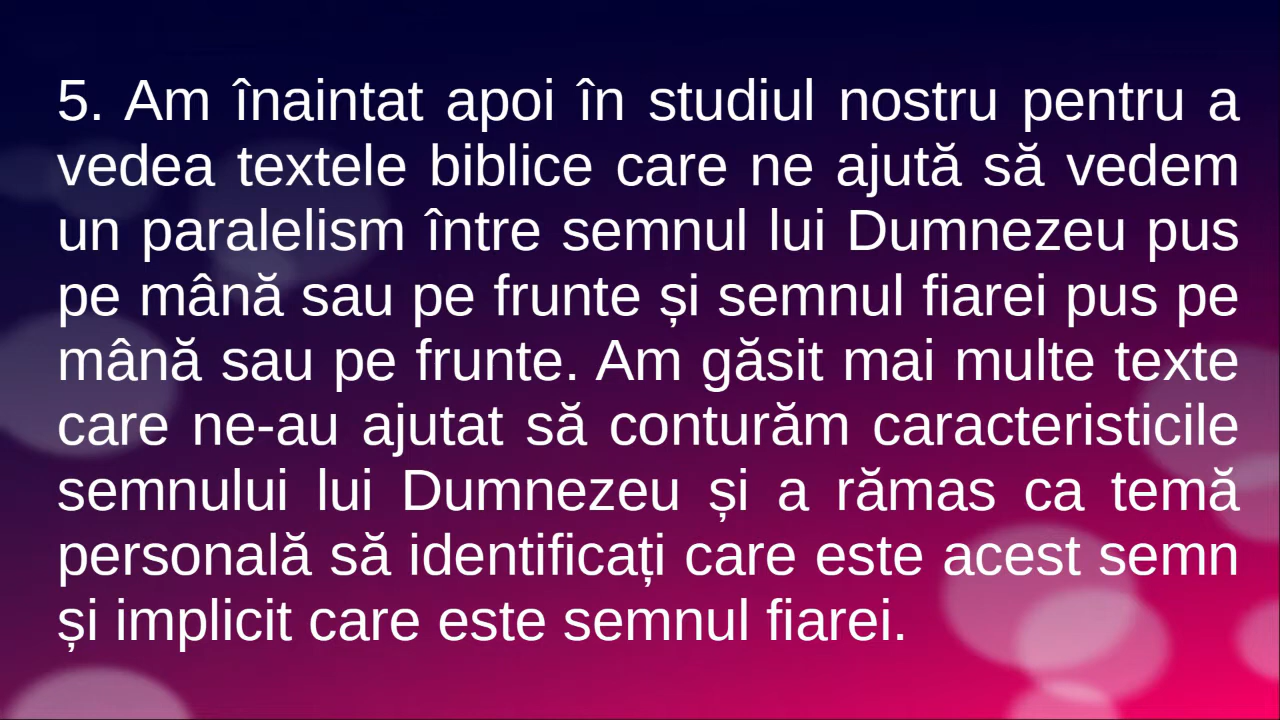 5. Am înaintat apoi în studiul nostru pentru a
vedea textele biblice care ne ajută să vedem
un paralelism între semnul lui Dumnezeu pus
pe mână sau pe frunte și semnul fiarei pus pe
mână sau pe frunte. Am găsit mai multe texte
care ne-au ajutat să conturăm caracteristicile
semnului lui Dumnezeu și a rămas ca temă
personală să identificați care este acest semn
și implicit care este semnul fiarei.